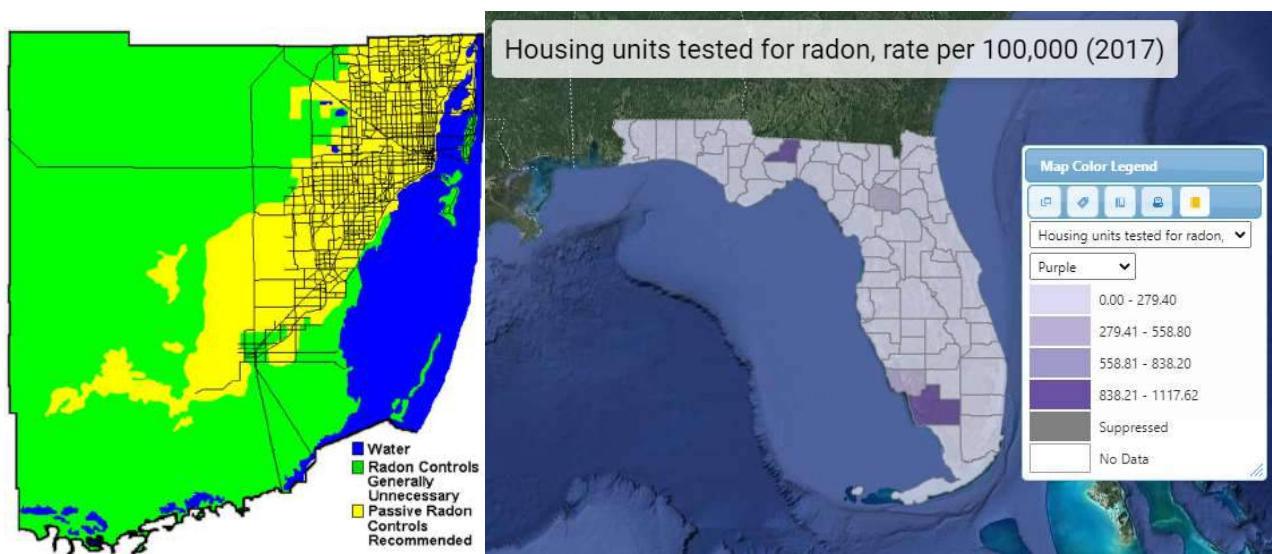 Water
Radon Controls
Generally
Unnecessary
Passive Radon
Controls
Recommended
Housing units tested for radon, rate per 100,000 (2017)
Map Color Legend
Housing units tested for radon,
Purple
0.00 - 279.40
279.41 - 558.80
558.81 - 838.20
838.21 - 1117.62
Suppressed
No Data